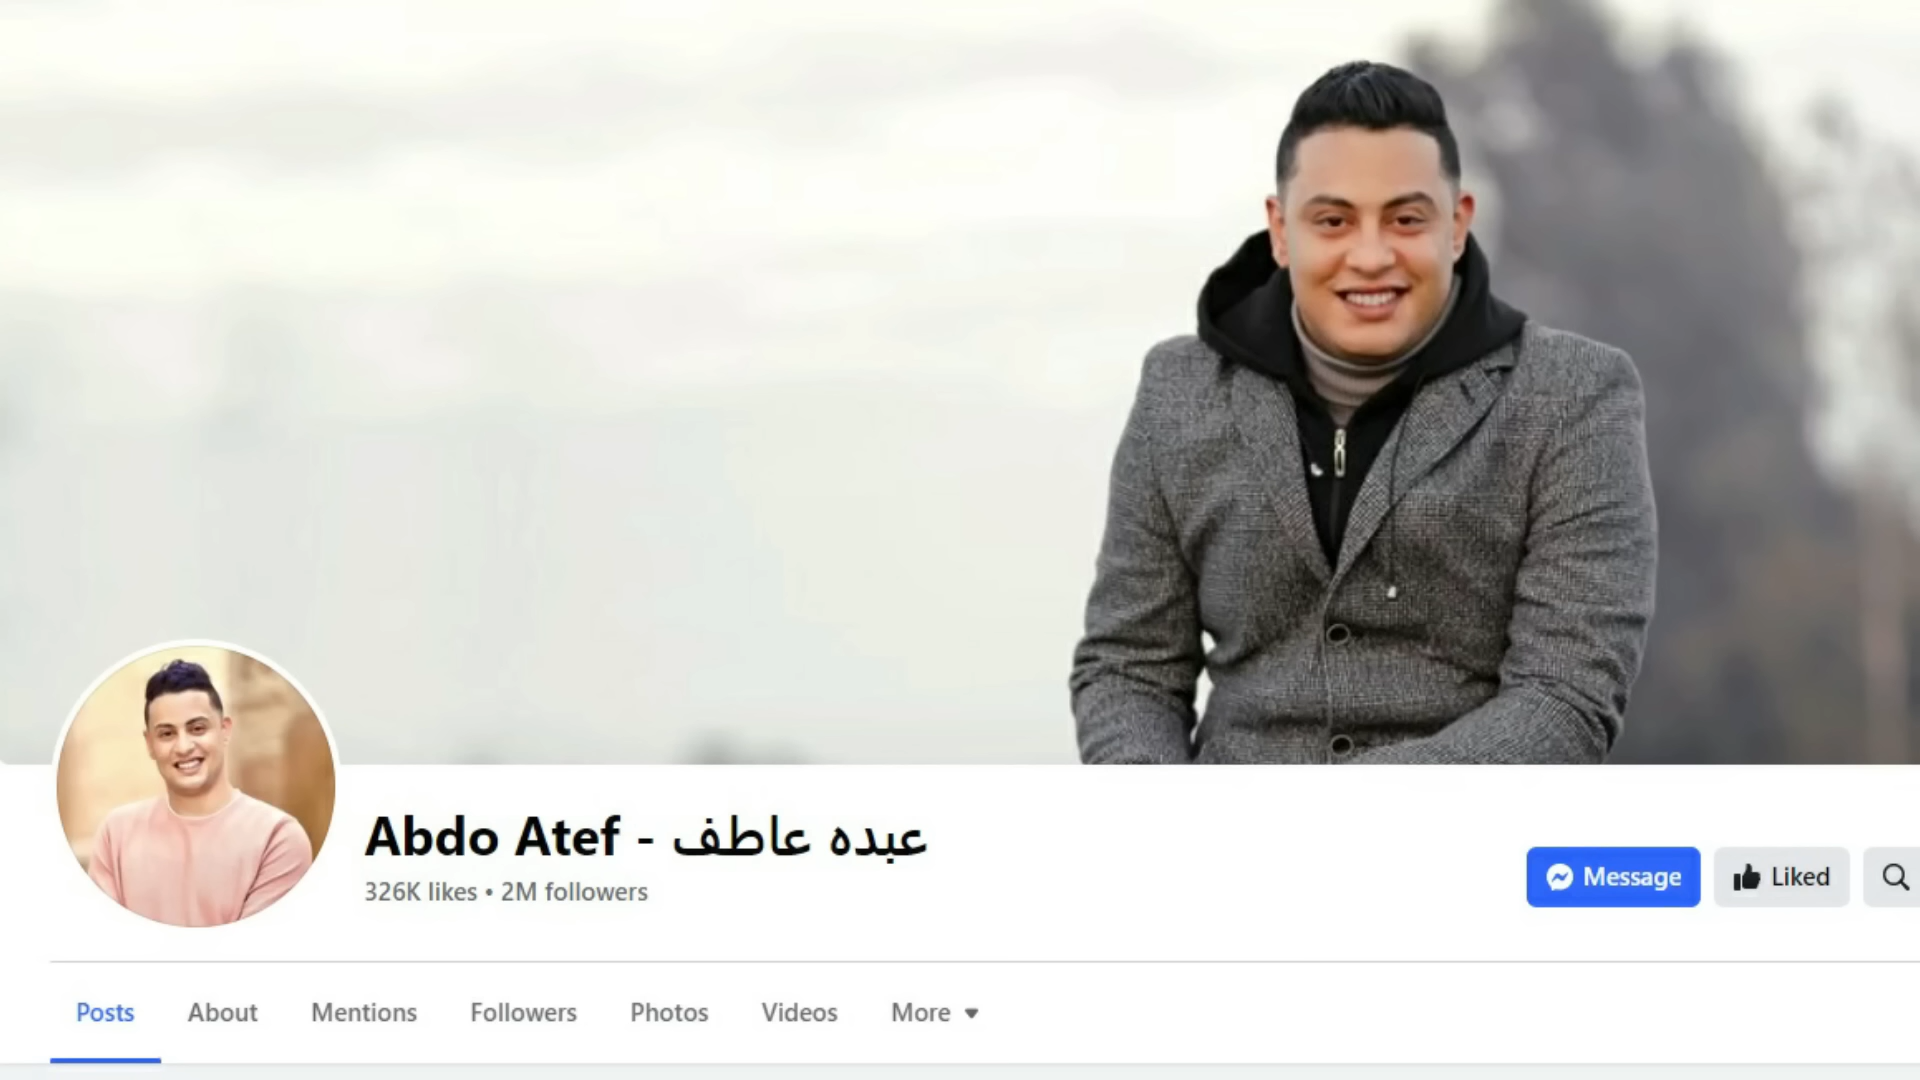 Abdo Atef - عبده عاطف
326K likes • 2M followers
Message
Liked
Posts
About
Mentions
Followers
Photos
Videos
More